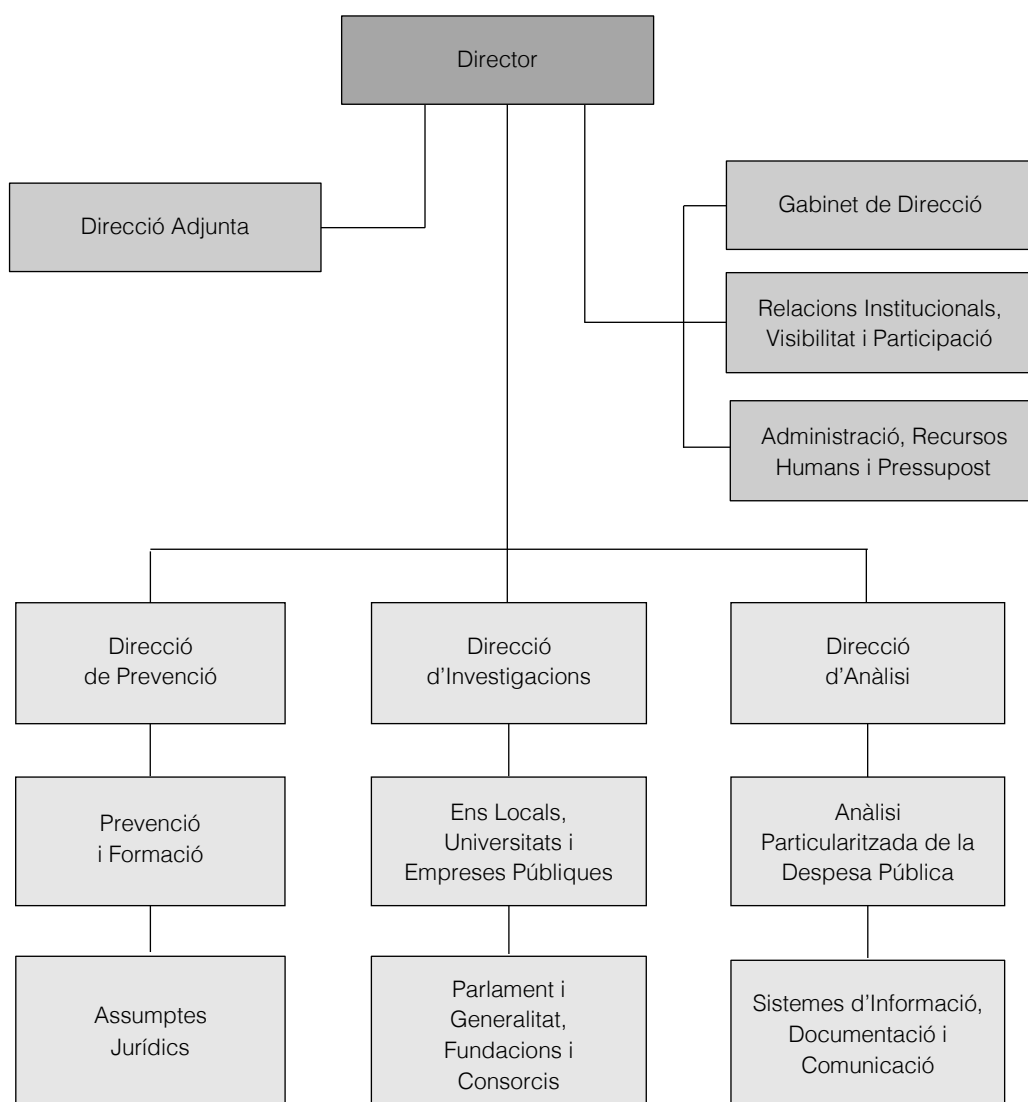 Director
Direcció Adjunta
Gabinet de Direcció
Relacions Institucionals,
Visibilitat i Participació
Administració, Recursos
Humans i Pressupost
Direcció
de Prevenció
Direcció
d’Investigacions
Direcció
d’Anàlisi
Prevenció
i Formació
Ens Locals,
Universitats i
Empreses Públiques
Anàlisi
Particularitzada de la
Despesa Pública
Assumptes
Jurídics
Parlament i
Generalitat,
Fundacions i
Consorcis
Sistemes d’Informació,
Documentació i
Comunicació